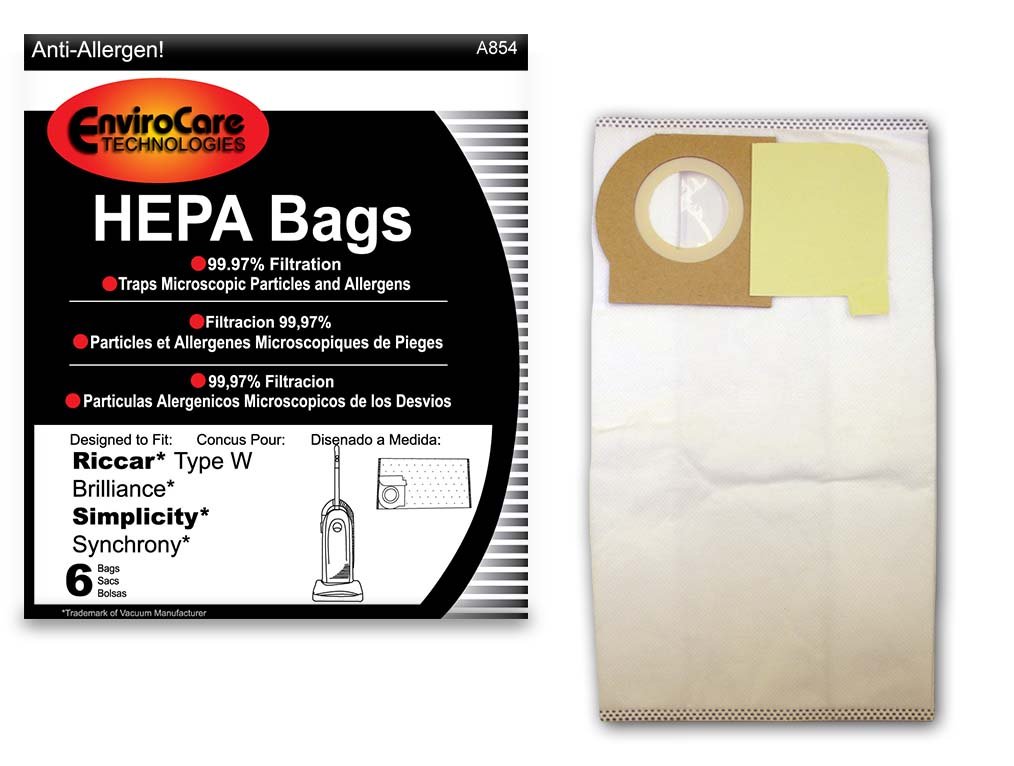 Anti-Allergen!
A854
EnviroCare
TECHNOLOGIES
HEPA Bags
99.97% Filtration
Traps Microscopic Particles and Allergens
Filtracion 99,97%
Particles et Allergenes Microscopiques de Pieges
99,97% Filtracion
Particulas Alergenicos Microscopicos de los Desvios
Designed to Fit: Concus Pour: Disenado a Medida:
Riccar* Type W
Brilliance*
Simplicity*
Synchrony*
6
Bags
Sacs
Bolsas
*Trademark of Vacuum Manufacturer